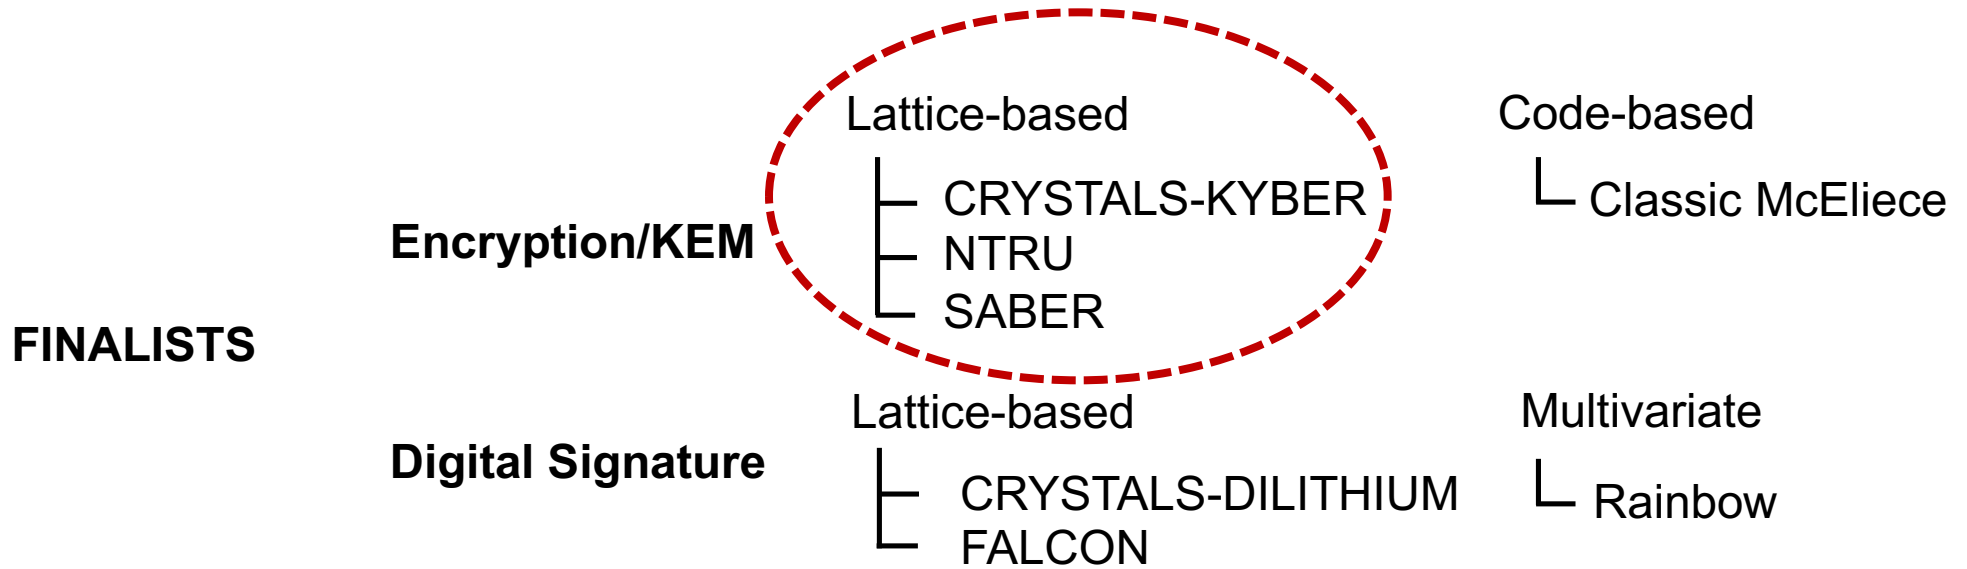 FINALISTS
Encryption/KEM
Lattice-based
CRYSTALS-KYBER
NTRU
SABER
Code-based
Classic McEliece
Digital Signature
Lattice-based
CRYSTALS-DILITHIUM
FALCON
Multivariate
Rainbow